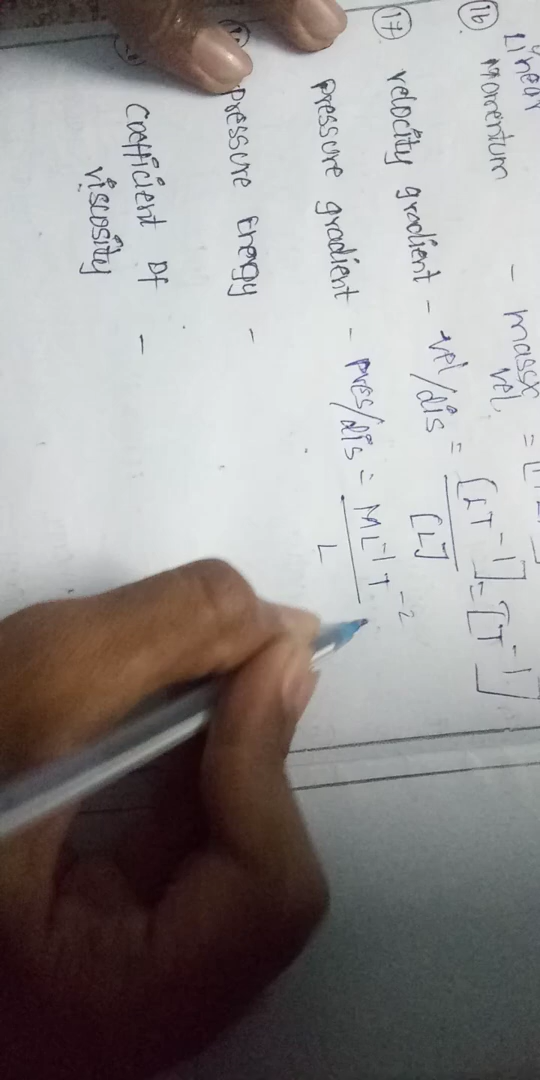 16 Linear
Momentum - massx
vel. =
17 velocity gradient - vel/dis = [LT⁻¹] / [L] = [T⁻¹]
pressure gradient - pres/dis = ML⁻¹T⁻² / L
pressure Energy -
Coefficient of -
viscosity